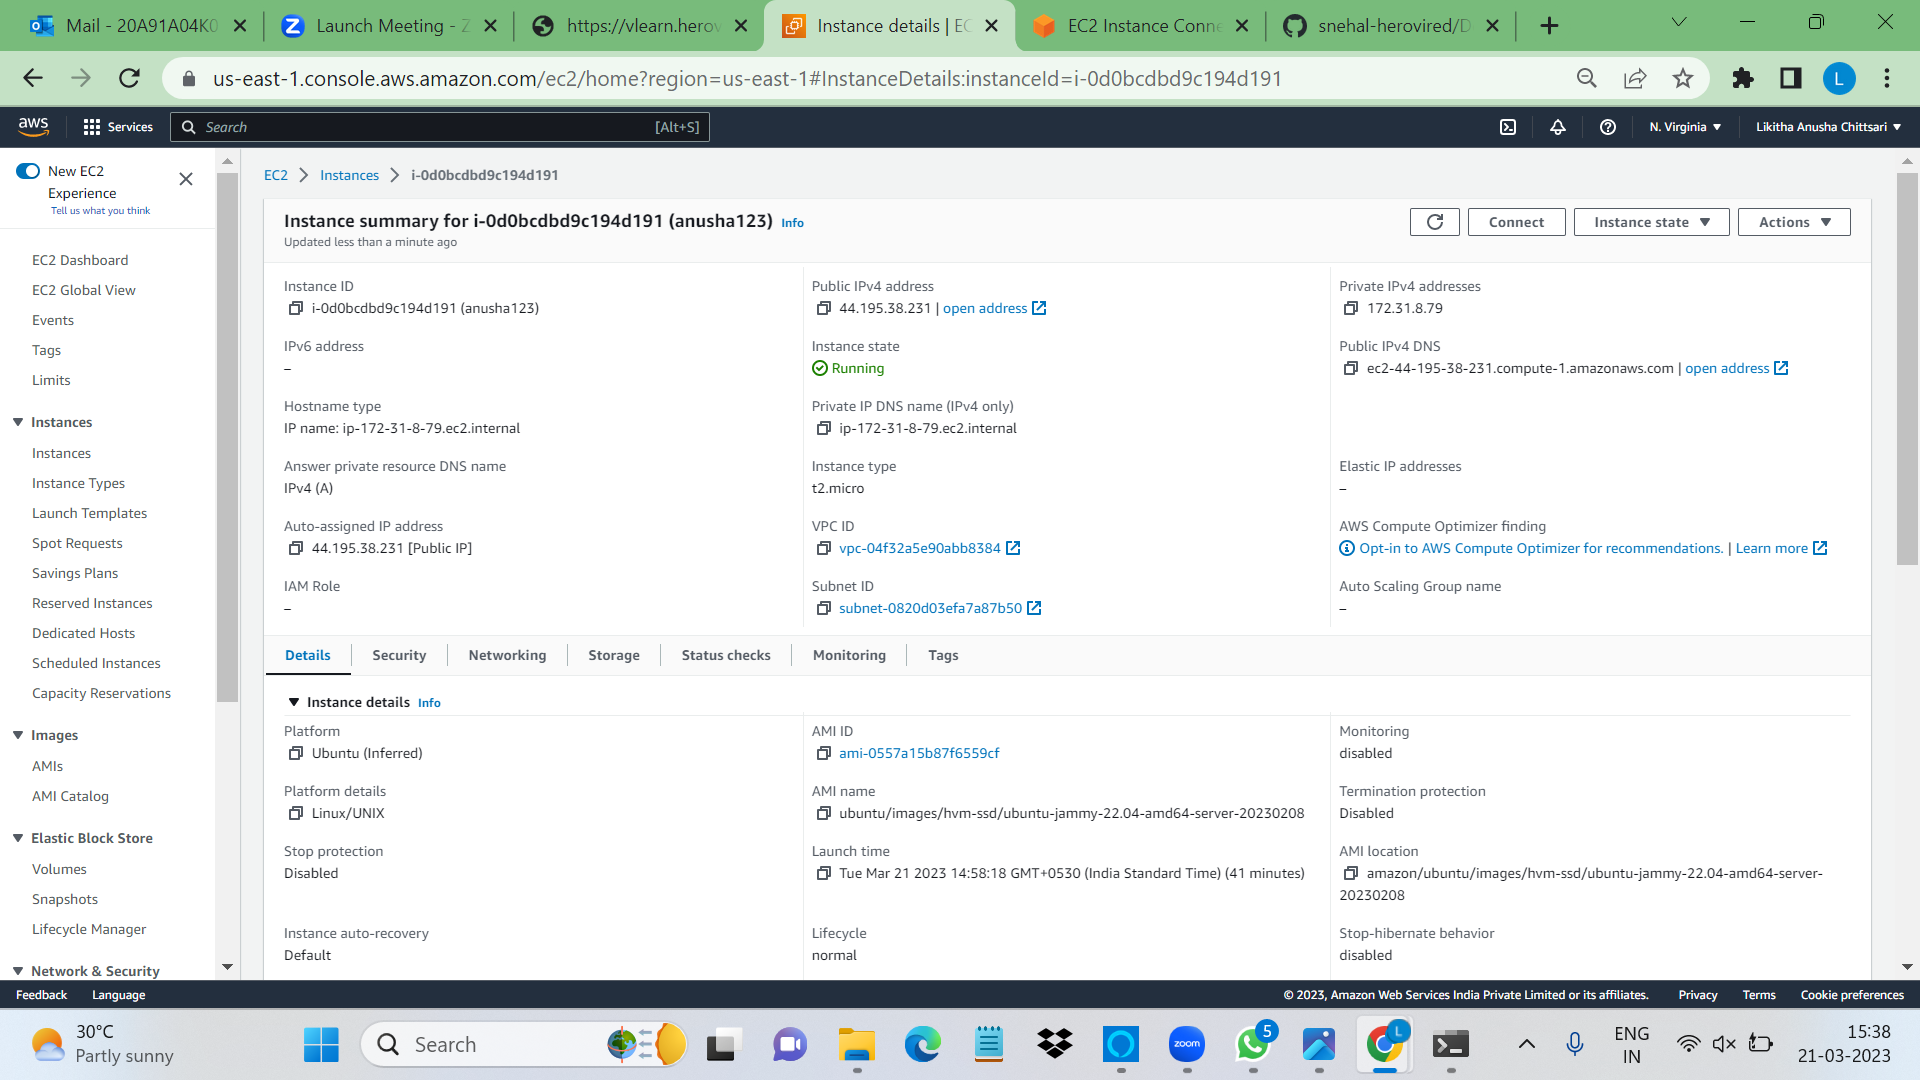 Mail - 20A91A04K0
Launch Meeting - Z
https://vlearn.herov
Instance details | EC
EC2 Instance Conne
snehal-herovired/D
us-east-1.console.aws.amazon.com/ec2/home?region=us-east-1#InstanceDetails:instanceId=i-0d0bcdbd9c194d191
L
aws
Services
Search
[Alt+S]
N. Virginia
Likitha Anusha Chittsari
New EC2
Experience
Tell us what you think
EC2 Dashboard
EC2 Global View
Events
Tags
Limits
Instances
Instances
Instance Types
Launch Templates
Spot Requests
Savings Plans
Reserved Instances
Dedicated Hosts
Scheduled Instances
Capacity Reservations
Images
AMIs
AMI Catalog
Elastic Block Store
Volumes
Snapshots
Lifecycle Manager
Network & Security
EC2 > Instances > i-0d0bcdbd9c194d191
Instance summary for i-0d0bcdbd9c194d191 (anusha123) Info
Updated less than a minute ago
Connect
Instance state
Actions
Instance ID
i-0d0bcdbd9c194d191 (anusha123)
Public IPv4 address
44.195.38.231 | open address
Private IPv4 addresses
172.31.8.79
IPv6 address
–
Instance state
Running
Public IPv4 DNS
ec2-44-195-38-231.compute-1.amazonaws.com | open address
Hostname type
IP name: ip-172-31-8-79.ec2.internal
Private IP DNS name (IPv4 only)
ip-172-31-8-79.ec2.internal
Answer private resource DNS name
IPv4 (A)
Instance type
t2.micro
Elastic IP addresses
–
Auto-assigned IP address
44.195.38.231 [Public IP]
VPC ID
vpc-04f32a5e90abb8384
AWS Compute Optimizer finding
Opt-in to AWS Compute Optimizer for recommendations. | Learn more
IAM Role
–
Subnet ID
subnet-0820d03efa7a87b50
Auto Scaling Group name
–
Details
Security
Networking
Storage
Status checks
Monitoring
Tags
Instance details Info
Platform
Ubuntu (Inferred)
AMI ID
ami-0557a15b87f6559cf
Monitoring
disabled
Platform details
Linux/UNIX
AMI name
ubuntu/images/hvm-ssd/ubuntu-jammy-22.04-amd64-server-20230208
Termination protection
Disabled
Stop protection
Disabled
Launch time
Tue Mar 21 2023 14:58:18 GMT+0530 (India Standard Time) (41 minutes)
AMI location
amazon/ubuntu/images/hvm-ssd/ubuntu-jammy-22.04-amd64-server-
20230208
Instance auto-recovery
Default
Lifecycle
normal
Stop-hibernate behavior
disabled
Feedback
Language
© 2023, Amazon Web Services India Private Limited or its affiliates.
Privacy
Terms
Cookie preferences
30°C
Partly sunny
Search
zoom
5
L
ENG
IN
15:38
21-03-2023